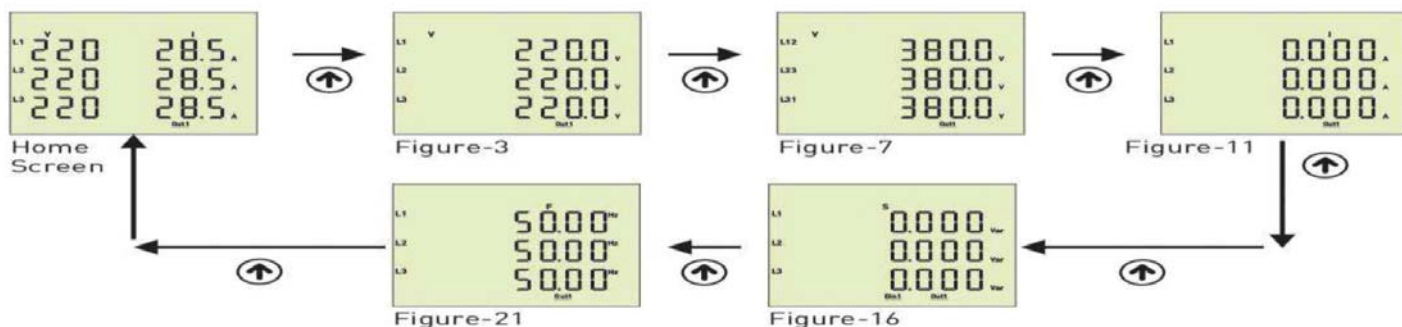 V I
L1 220 28.5 A
L2 220 28.5 A
L3 220 28.5 A
Out1
Home
Screen
V
L1 220.0 V
L2 220.0 V
L3 220.0 V
Out1
Figure-3
V
L12 380.0 V
L23 380.0 V
L31 380.0 V
Out1
Figure-7
I
L1 0.000 A
L2 0.000 A
L3 0.000 A
Out1
Figure-11
F
L1 50.00 Hz
L2 50.00 Hz
L3 50.00 Hz
Out1
Figure-21
S
L1 0.000 Var
L2 0.000 Var
L3 0.000 Var
Din1 Out1
Figure-16